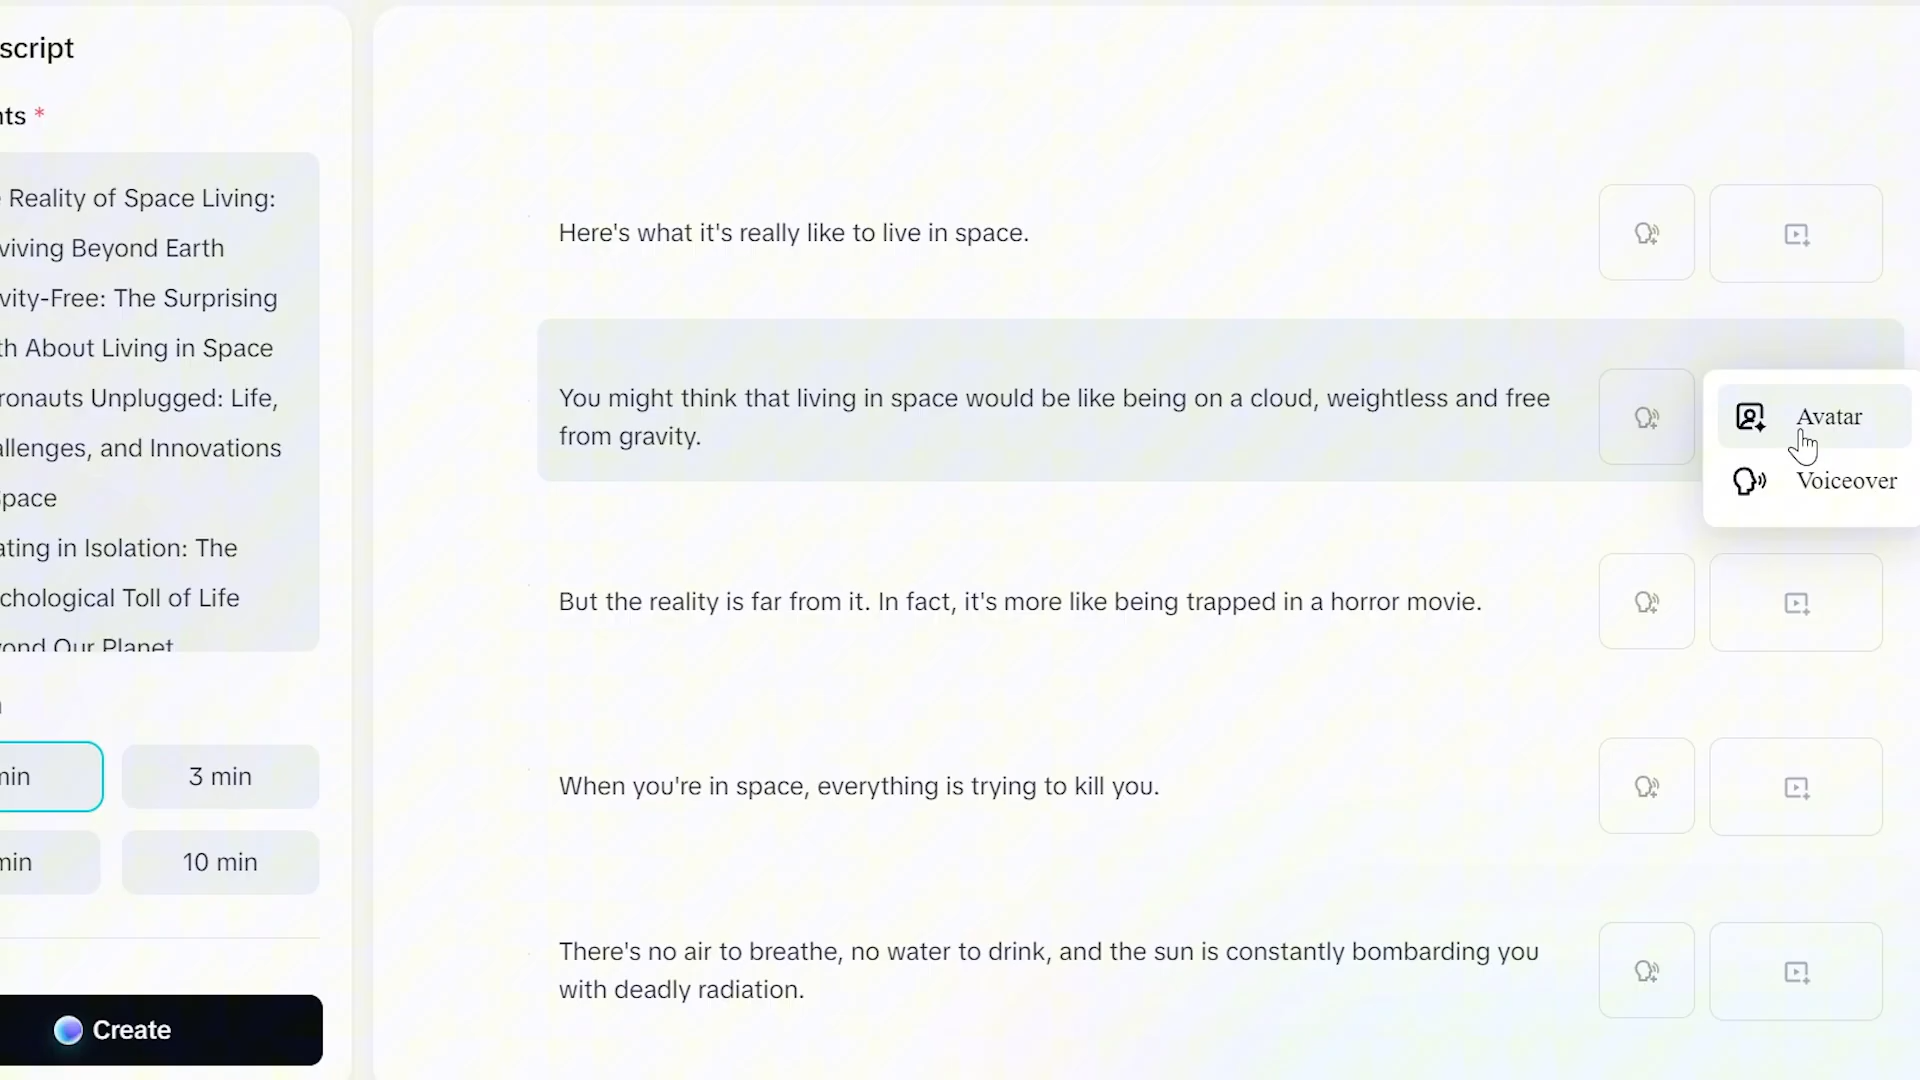 script
nts *
Reality of Space Living:
viving Beyond Earth
vity-Free: The Surprising
th About Living in Space
ronauts Unplugged: Life,
allenges, and Innovations
Space
ating in Isolation: The
chological Toll of Life
yond Our Planet
min
3 min
min
10 min
Create
Here's what it's really like to live in space.
You might think that living in space would be like being on a cloud, weightless and free
from gravity.
Avatar
Voiceover
But the reality is far from it. In fact, it's more like being trapped in a horror movie.
When you're in space, everything is trying to kill you.
There's no air to breathe, no water to drink, and the sun is constantly bombarding you
with deadly radiation.